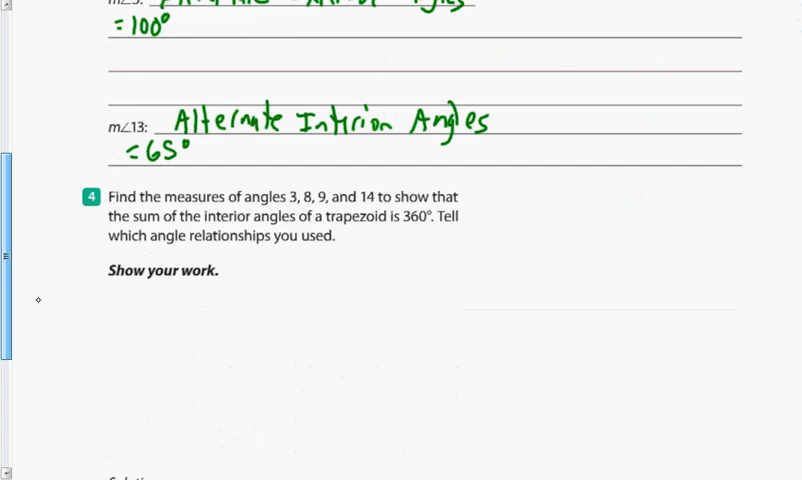 = 100°
m∠13: Alternate Interior Angles
= 65°
4 Find the measures of angles 3, 8, 9, and 14 to show that
the sum of the interior angles of a trapezoid is 360°. Tell
which angle relationships you used.
Show your work.